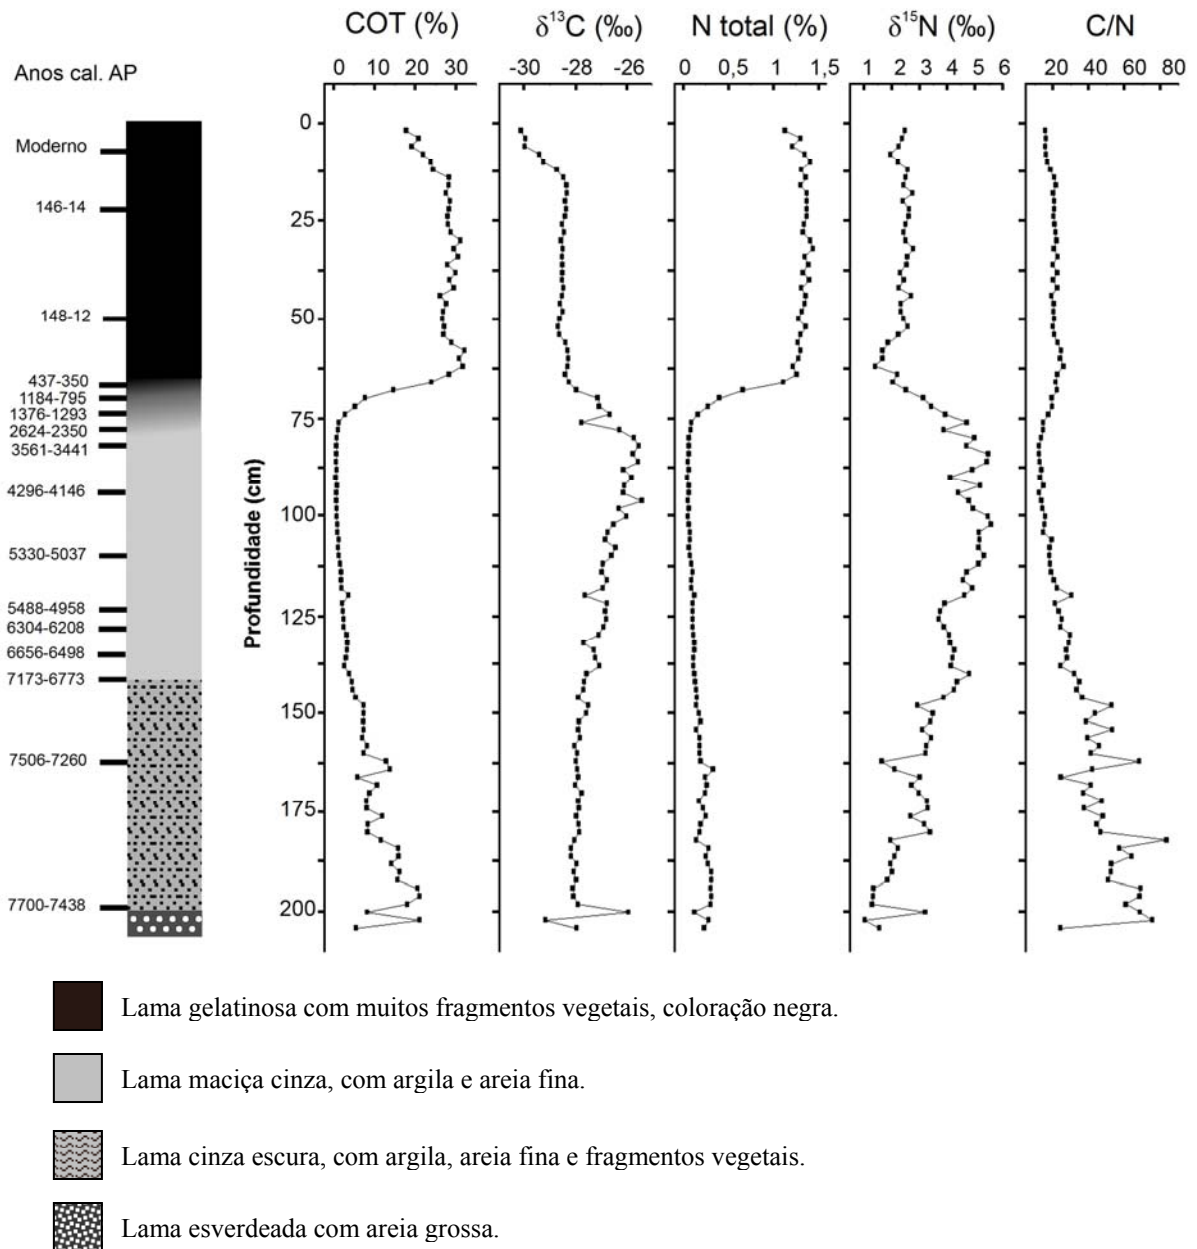 COT (%)
δ¹³C (‰)
N total (%)
δ¹⁵N (‰)
C/N
Anos cal. AP
0 10 20 30
-30 -28 -26
0 0,5 1 1,5
1 2 3 4 5 6
20 40 60 80
Profundidade (cm)
0
25
50
75
100
125
150
175
200
Moderno
146-14
148-12
437-350
1184-795
1376-1293
2624-2350
3561-3441
4296-4146
5330-5037
5488-4958
6304-6208
6656-6498
7173-6773
7506-7260
7700-7438
Lama gelatinosa com muitos fragmentos vegetais, coloração negra.
Lama maciça cinza, com argila e areia fina.
Lama cinza escura, com argila, areia fina e fragmentos vegetais.
Lama esverdeada com areia grossa.